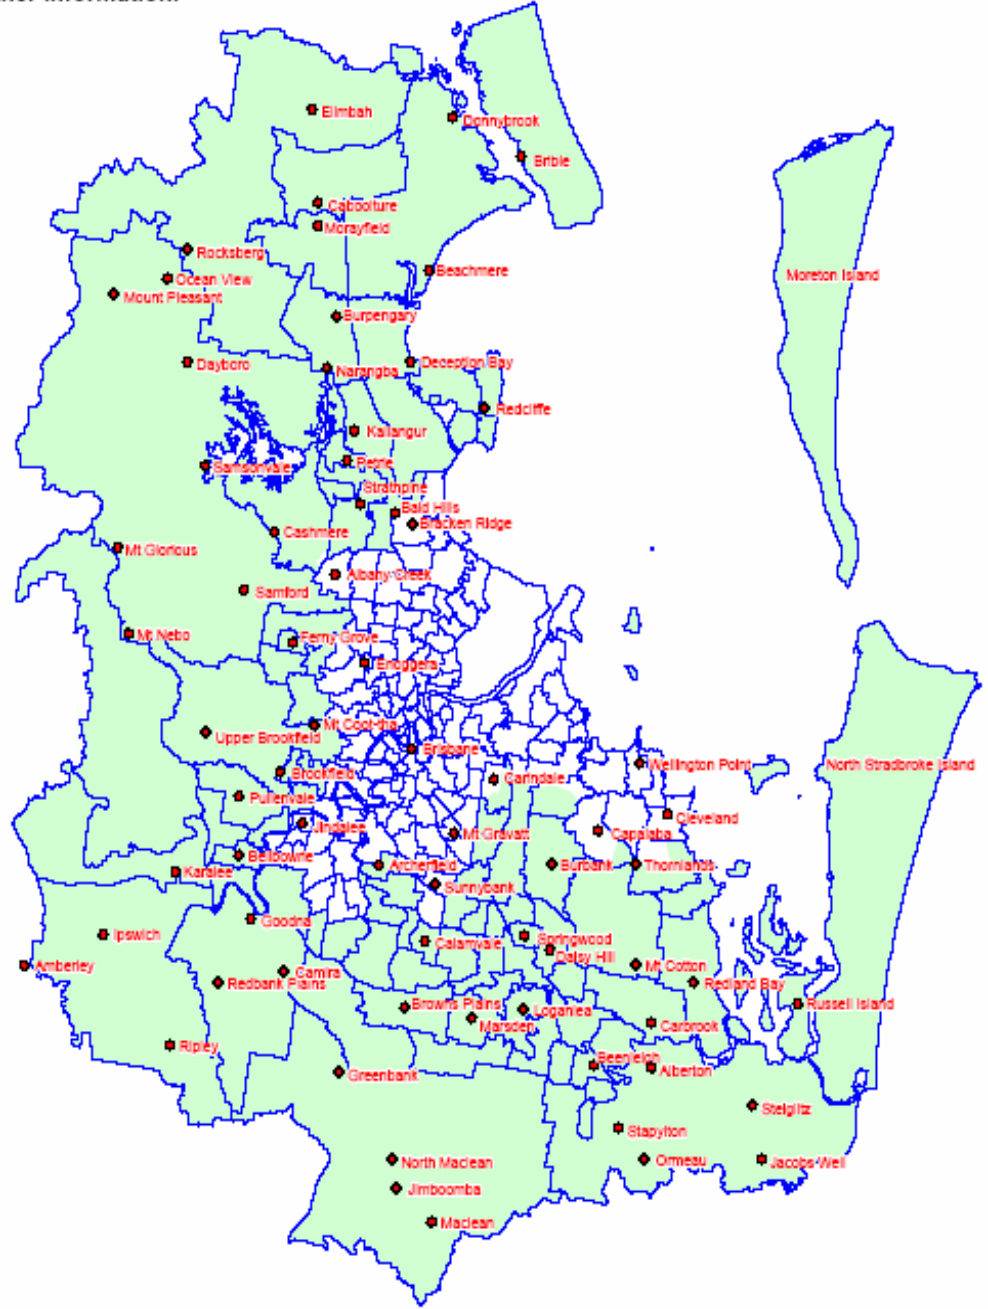 Elimbah
Donnybrook
Bribie
Caboolture
Morayfield
Rocksberg
Beachmere
Ocean View
Moreton Island
Mount Pleasant
Burpengary
Dayboro
Deception Bay
Narangba
Redcliffe
Kallangur
Petrie
Samsonvale
Strathpine
Bald Hills
Bracken Ridge
Cashmere
Mt Glorious
Albany Creek
Samford
Mt Nebo
Ferny Grove
Enoggera
Mt Coot-tha
Upper Brookfield
Brisbane
Wellington Point
North Stradbroke Island
Brookfield
Carindale
Pullenvale
Cleveland
Jindalee
Mt Gravatt
Capalaba
Bellbowrie
Archerfield
Burbank
Thornlands
Karalee
Sunnybank
Goodna
Ipswich
Calamvale
Springwood
Daisy Hill
Amberley
Camira
Mt Cotton
Redbank Plains
Redland Bay
Browns Plains
Loganlea
Russell Island
Marsden
Carbrook
Ripley
Beenleigh
Alberton
Greenbank
Steiglitz
Stapylton
North Maclean
Ormeau
Jacobs Well
Jimboomba
Maclean